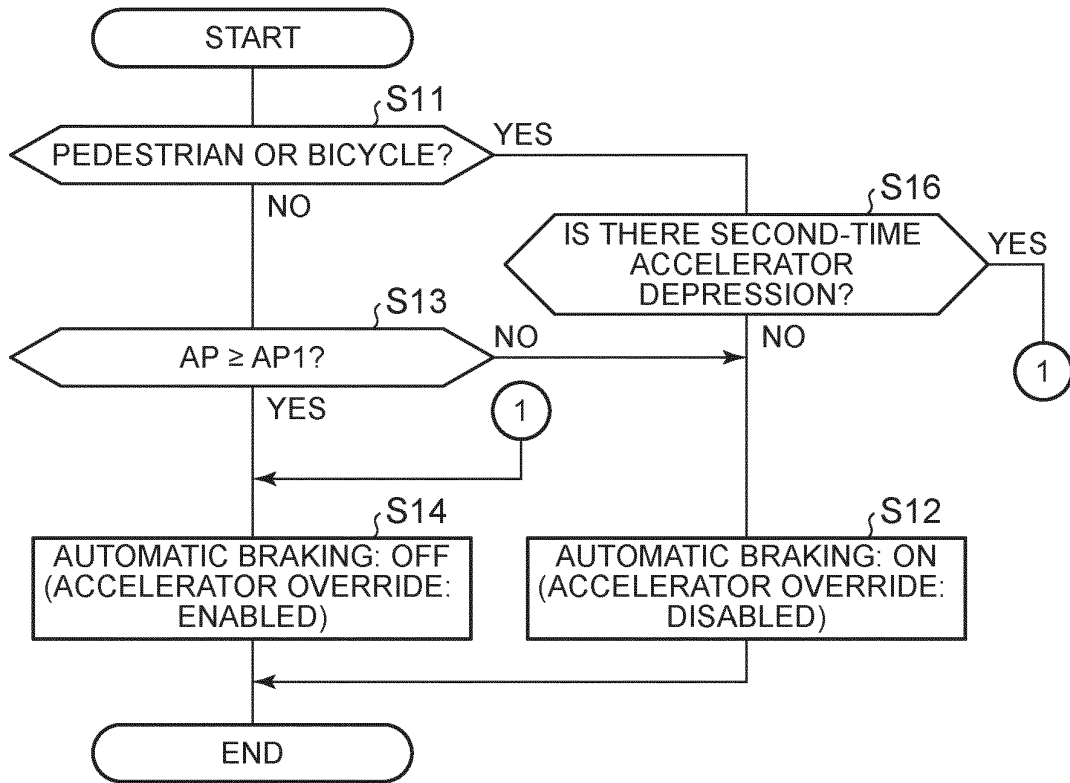 START
S11
PEDESTRIAN OR BICYCLE?
YES
NO
S16
IS THERE SECOND-TIME
ACCELERATOR
DEPRESSION?
YES
NO
1
S13
AP ≥ AP1?
NO
YES
1
S14
AUTOMATIC BRAKING: OFF
(ACCELERATOR OVERRIDE:
ENABLED)
S12
AUTOMATIC BRAKING: ON
(ACCELERATOR OVERRIDE:
DISABLED)
END